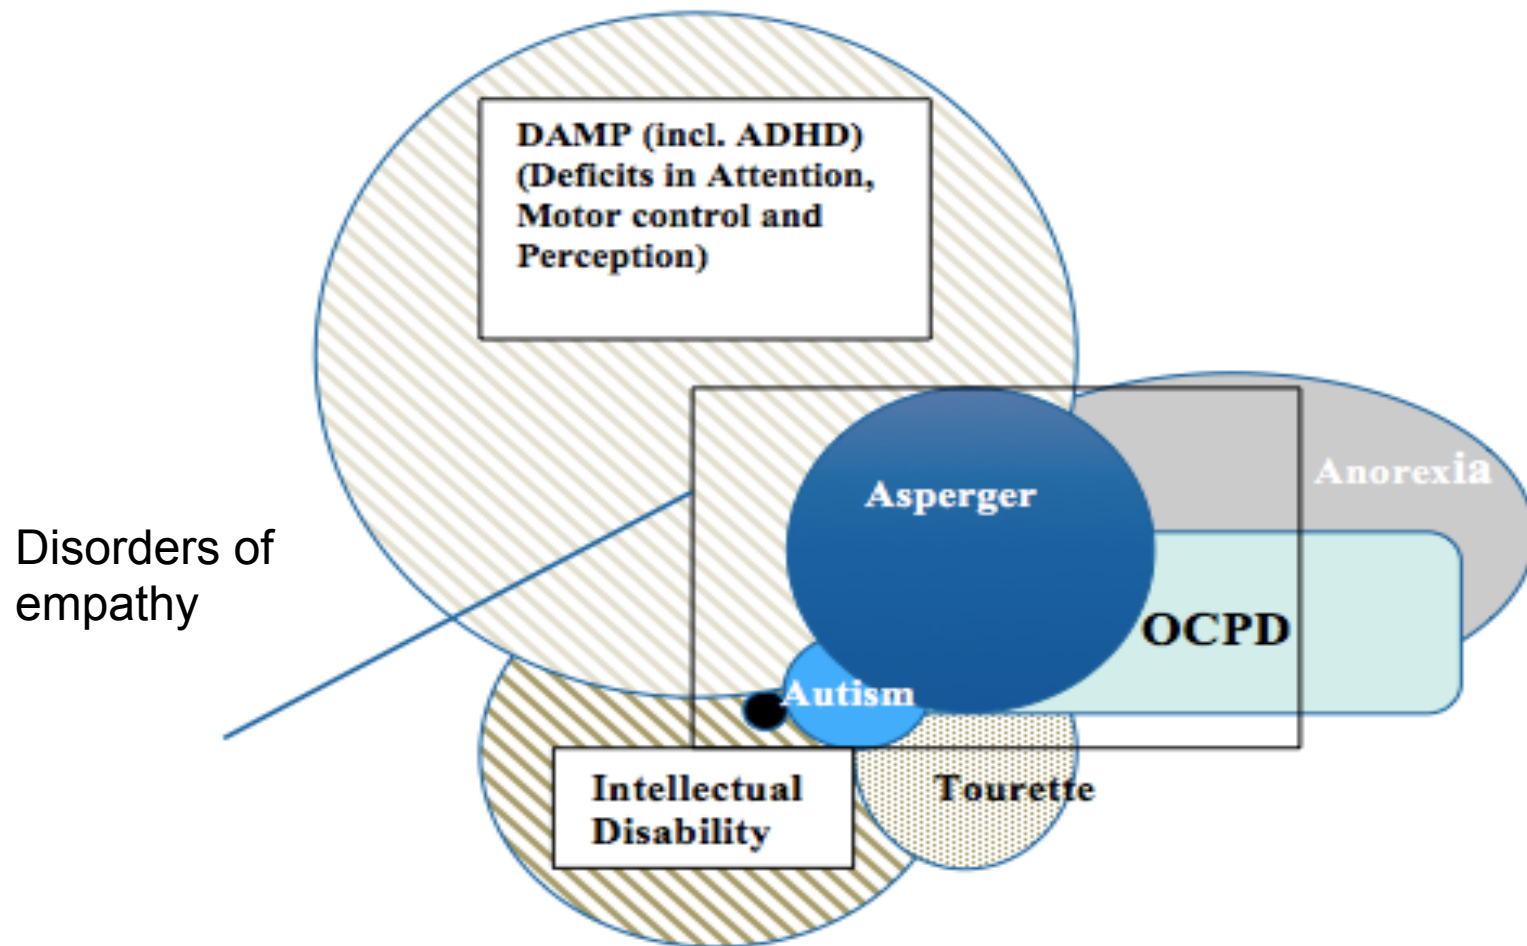 DAMP (incl. ADHD)
(Deficits in Attention,
Motor control and
Perception)
Anorexia
Asperger
Disorders of
empathy
OCPD
Autism
Intellectual
Disability
Tourette